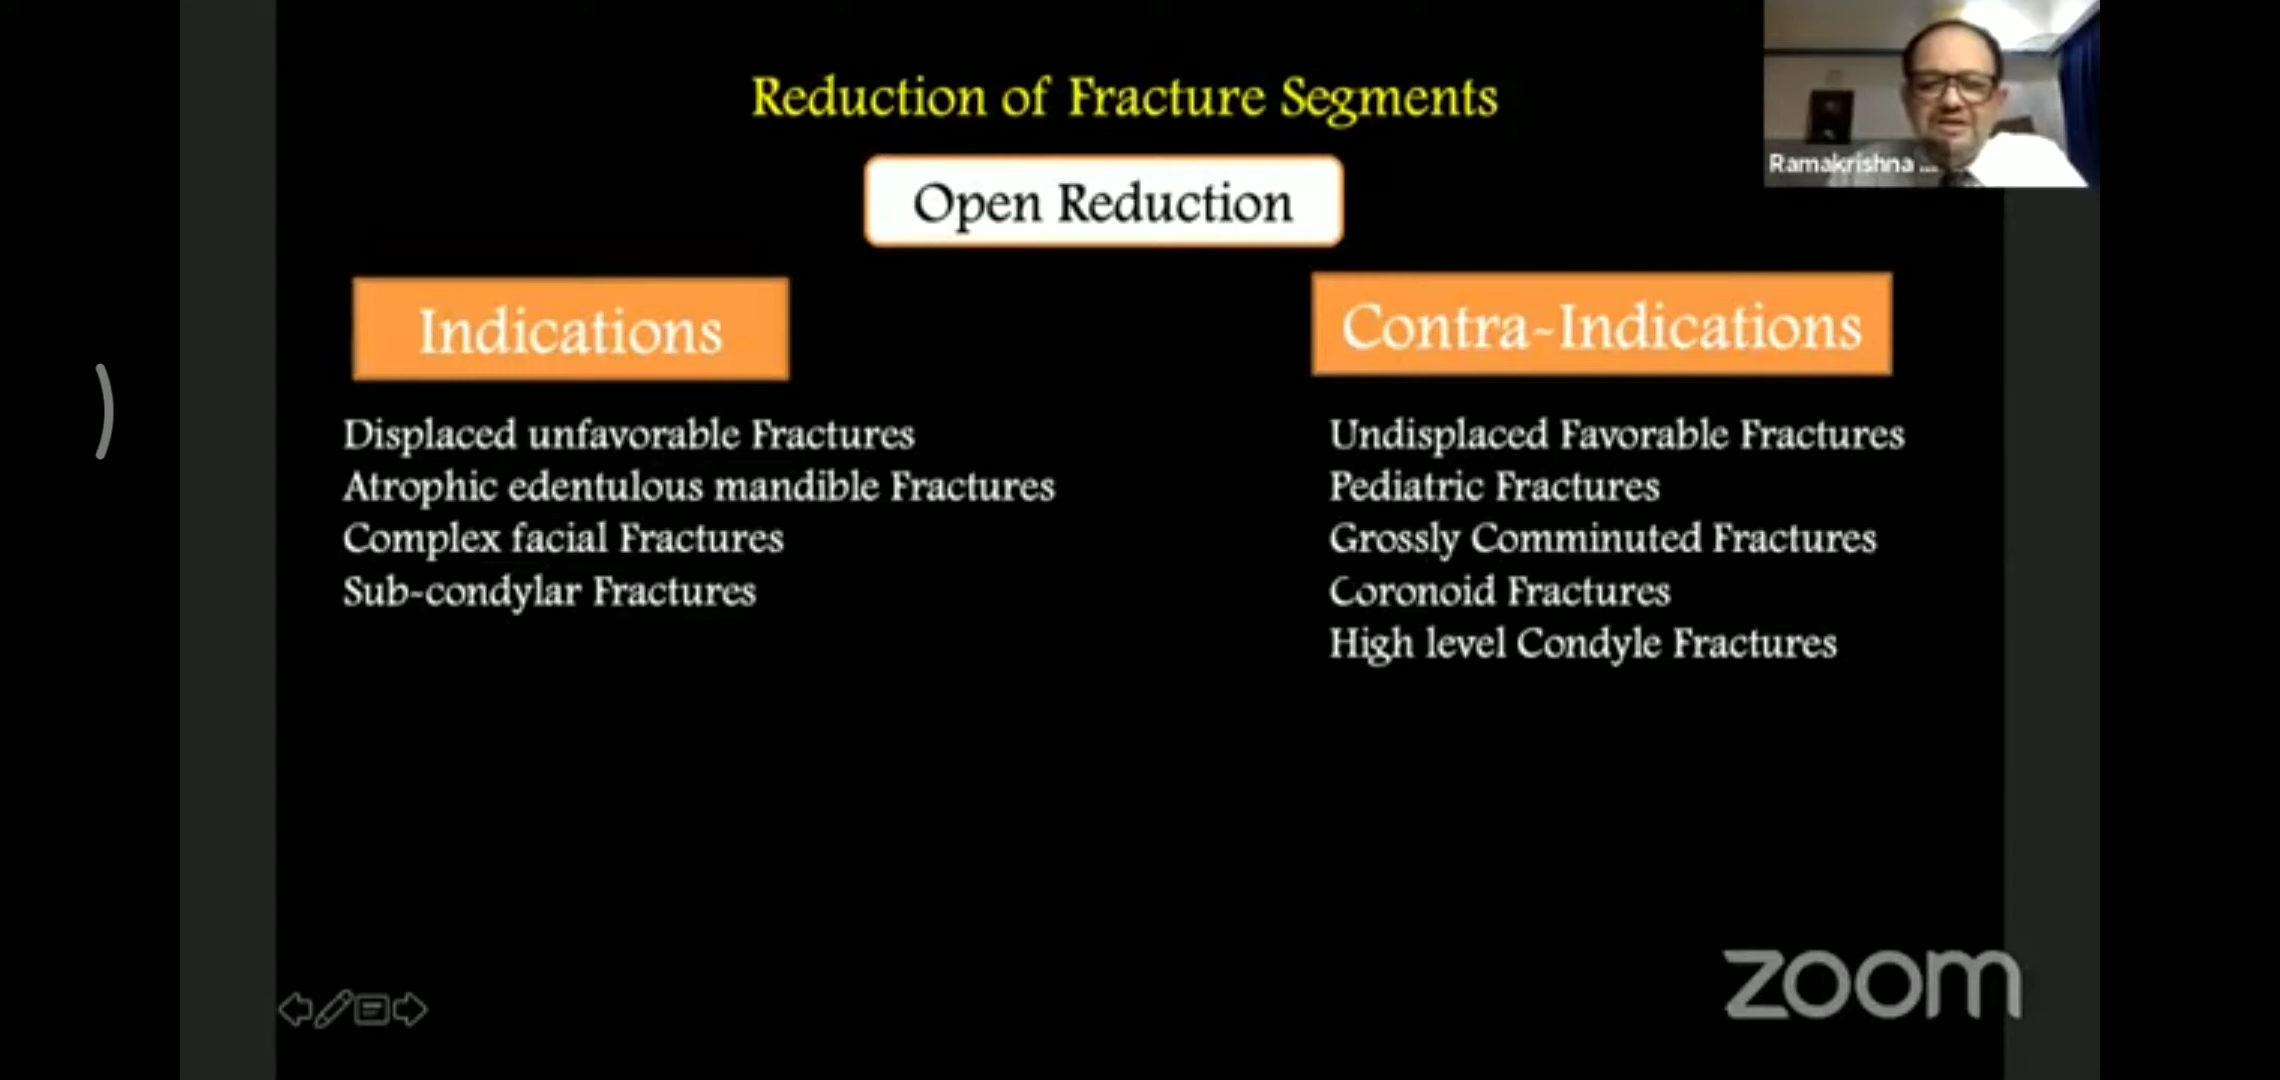 Reduction of Fracture Segments
Ramakrishna ...
Open Reduction
Indications
Contra-Indications
Displaced unfavorable Fractures
Atrophic edentulous mandible Fractures
Complex facial Fractures
Sub-condylar Fractures
Undisplaced Favorable Fractures
Pediatric Fractures
Grossly Comminuted Fractures
Coronoid Fractures
High level Condyle Fractures
zoom